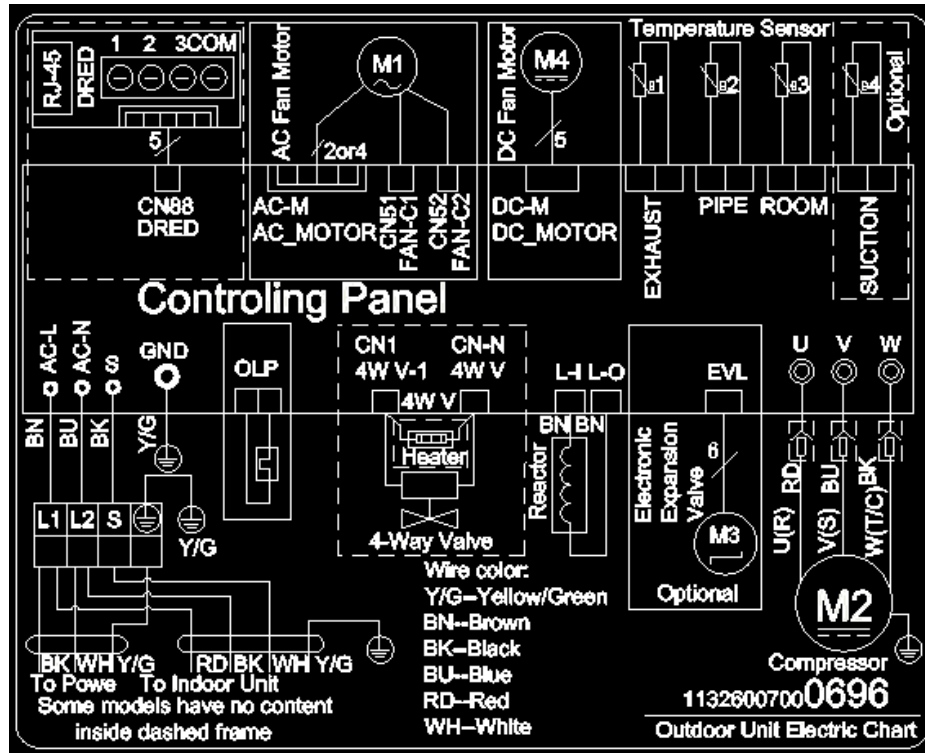 RJ-45
DRED
1 2 3COM
5
CN88
DRED
AC Fan Motor
M1
2or4
AC-M
AC_MOTOR
CN51
FAN-C1
CN52
FAN-C2
DC Fan Motor
M4
5
DC-M
DC_MOTOR
Temperature Sensor
θ1
θ2
θ3
θ4
Optional
EXHAUST
PIPE
ROOM
SUCTION
Controling Panel
AC-L
AC-N
S
GND
BN
BU
BK
Y/G
L1 L2 S
Y/G
OLP
CN1
4W V-1
CN-N
4W V
4W V
Heater
4-Way Valve
L-I L-O
BN BN
Reactor
EVL
6
Electronic
Expansion
Valve
M3
Optional
U V W
RD
BU
BK
U(R)
V(S)
W(T/C)
M2
Compressor
BK WH Y/G
RD BK WH Y/G
To Powe To Indoor Unit
Some models have no content
inside dashed frame
Wire color:
Y/G--Yellow/Green
BN--Brown
BK--Black
BU--Blue
RD--Red
WH--White
11326007000696
Outdoor Unit Electric Chart